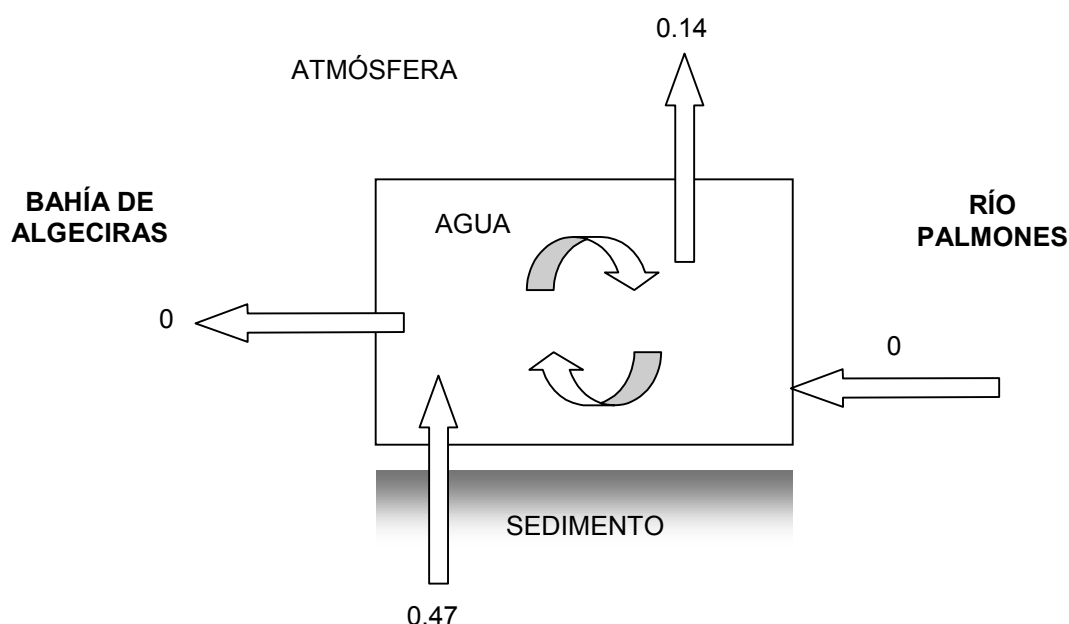 0.14
ATMÓSFERA
BAHÍA DE
ALGECIRAS
AGUA
RÍO
PALMONES
0
0
SEDIMENTO
0.47